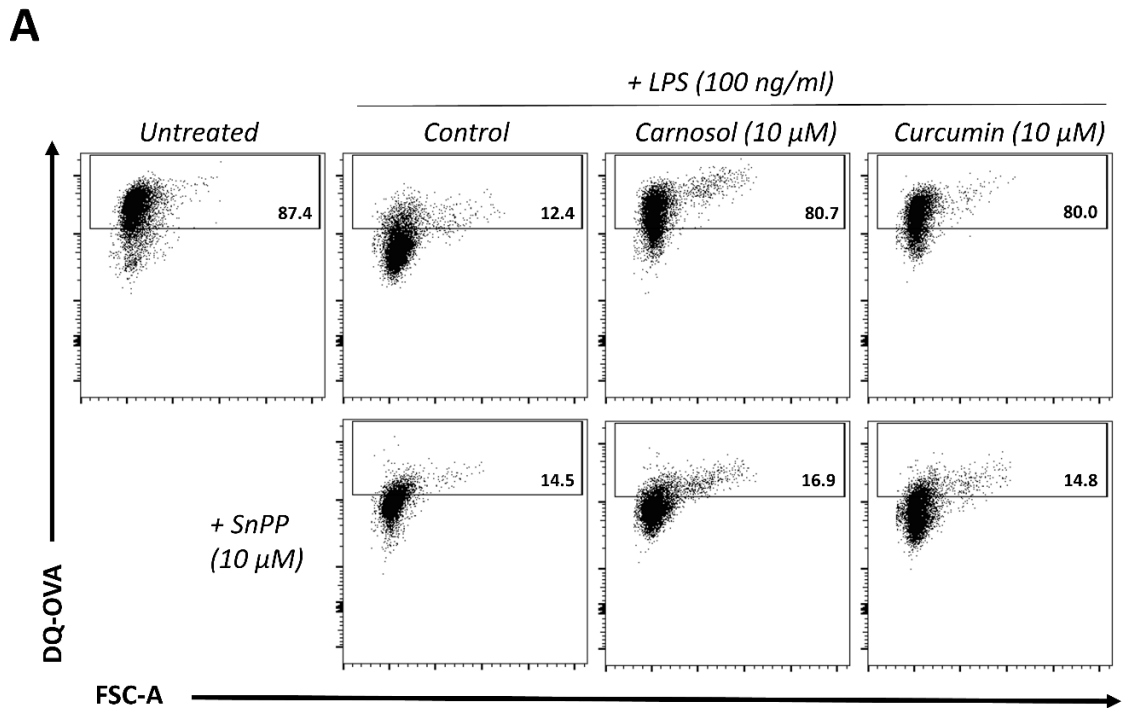 A
+ LPS (100 ng/ml)
Untreated
Control
Carnosol (10 µM)
Curcumin (10 µM)
87.4
12.4
80.7
80.0
+ SnPP
(10 µM)
14.5
16.9
14.8
DQ-OVA
FSC-A